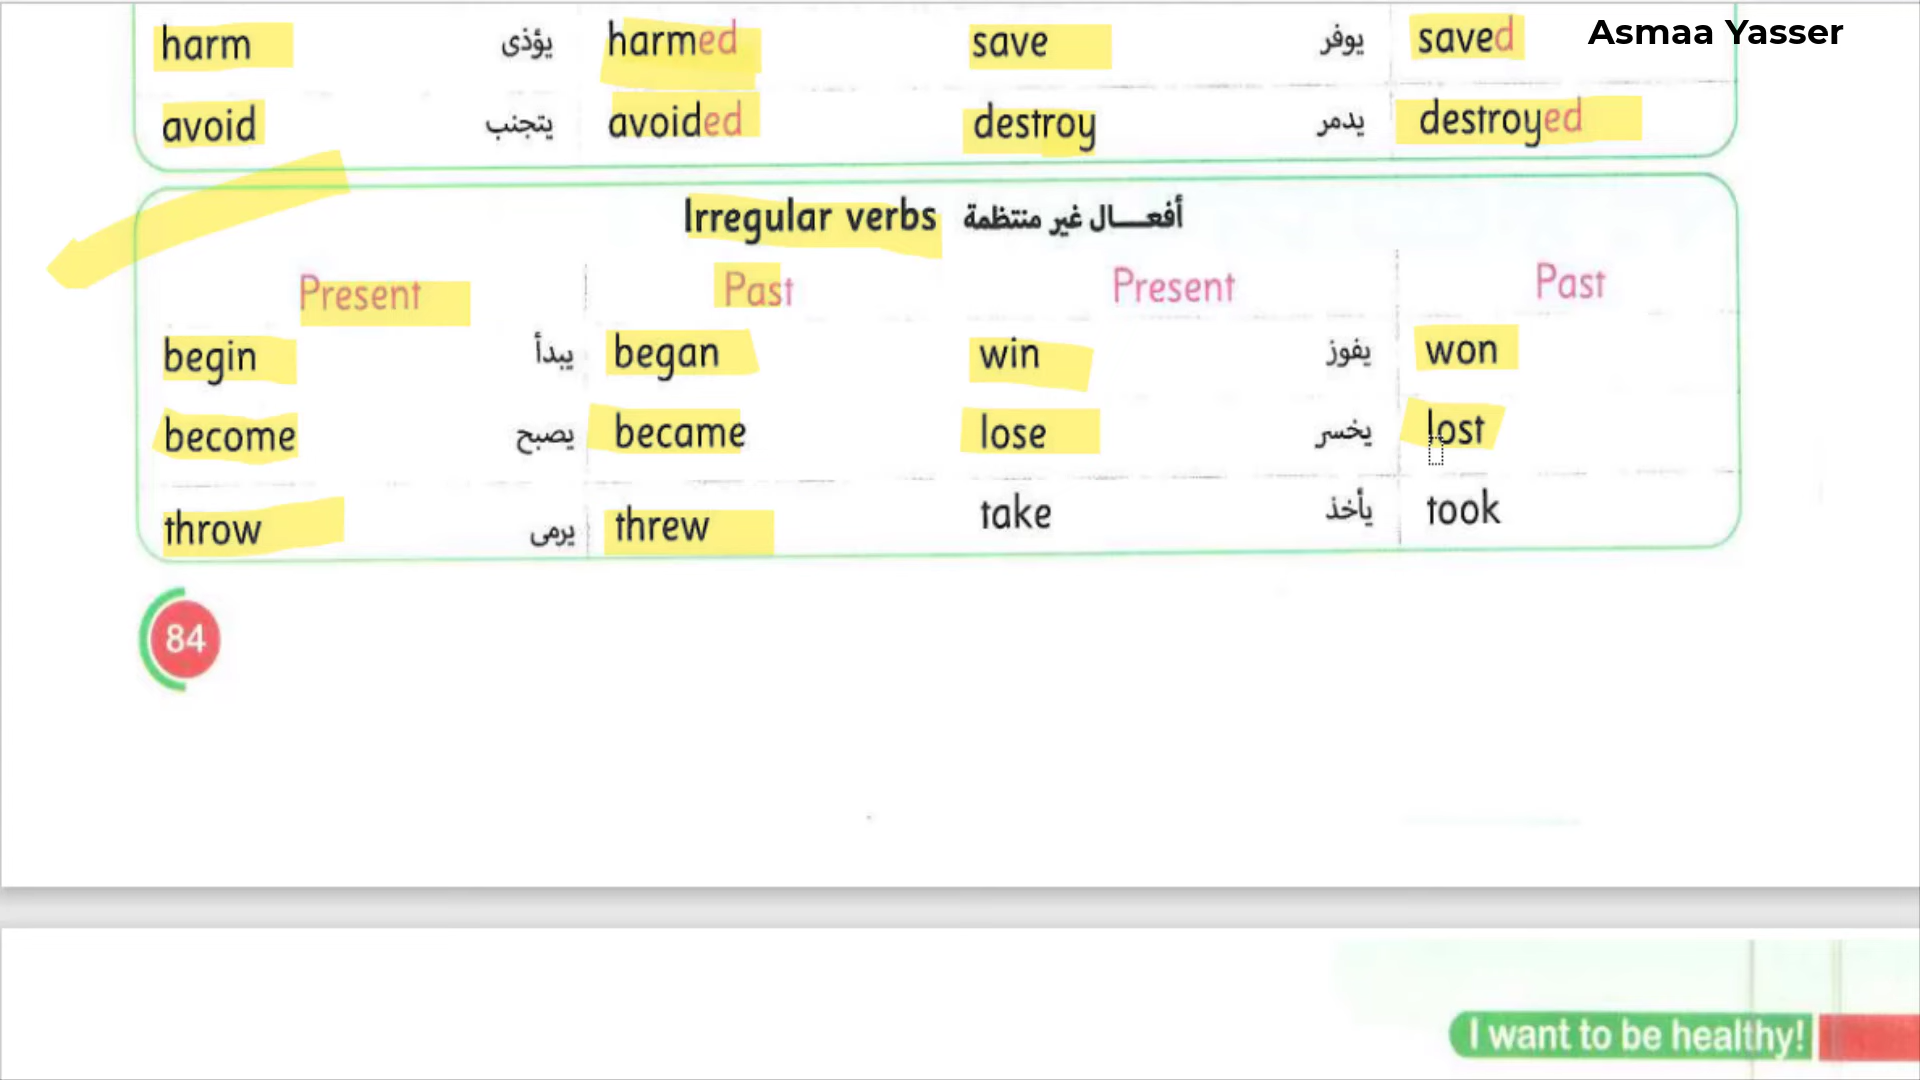 Asmaa Yasser
harm يؤذى harmed save يوفر saved
avoid يتجنب avoided destroy يدمر destroyed
Irregular verbs أفعـــال غير منتظمة
Present Past Present Past
begin يبدأ began win يفوز won
become يصبح became lose يخسر lost
throw يرمى threw take يأخذ took
84
I want to be healthy!